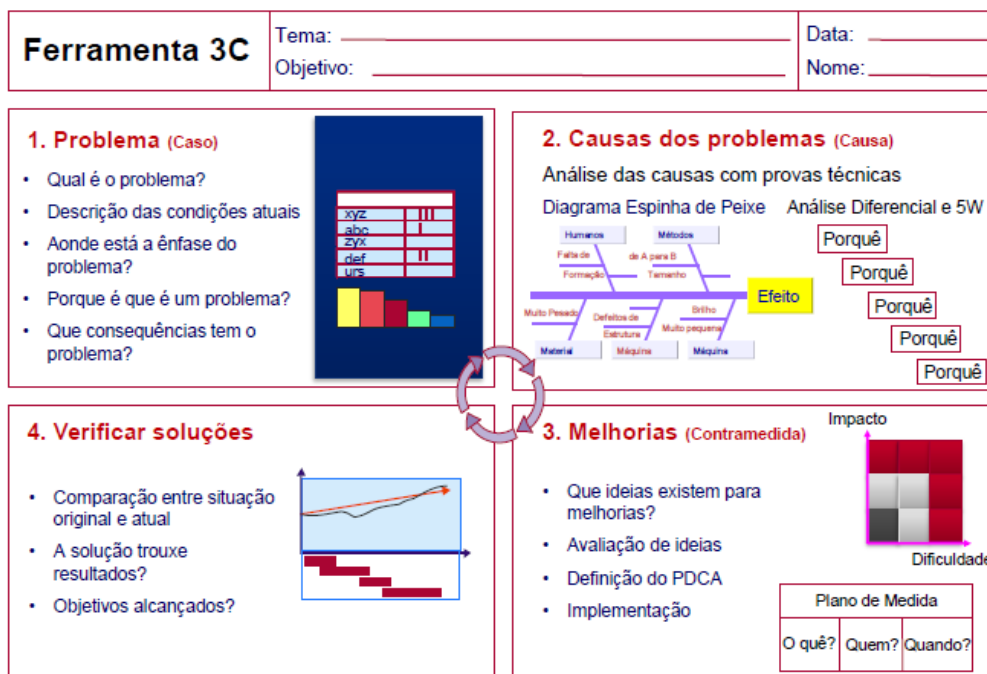 Ferramenta 3C
Tema:
Objetivo:
Data:
Nome:
1. Problema (Caso)
• Qual é o problema?
• Descrição das condições atuais
• Aonde está a ênfase do
problema?
• Porque é que é um problema?
• Que consequências tem o
problema?
xyz
abc
zyx
def
urs
2. Causas dos problemas (Causa)
Análise das causas com provas técnicas
Diagrama Espinha de Peixe
Análise Diferencial e 5W
Humanos
Métodos
Falta de
Formação
de A para B
Tamanho
Efeito
Muito Pesado
Defeitos de
Estrutura
Brilho
Muito pequena
Material
Máquina
Máquina
Porquê
Porquê
Porquê
Porquê
Porquê
4. Verificar soluções
• Comparação entre situação
original e atual
• A solução trouxe
resultados?
• Objetivos alcançados?
3. Melhorias (Contramedida)
• Que ideias existem para
melhorias?
• Avaliação de ideias
• Definição do PDCA
• Implementação
Impacto
Dificuldade
Plano de Medida
O quê?
Quem?
Quando?